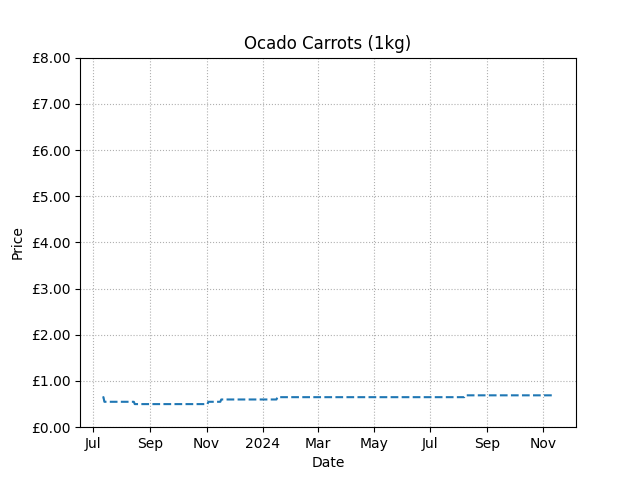 Ocado Carrots (1kg)
£8.00
£7.00
£6.00
£5.00
£4.00
£3.00
£2.00
£1.00
£0.00
Price
Jul Sep Nov 2024 Mar May Jul Sep Nov
Date